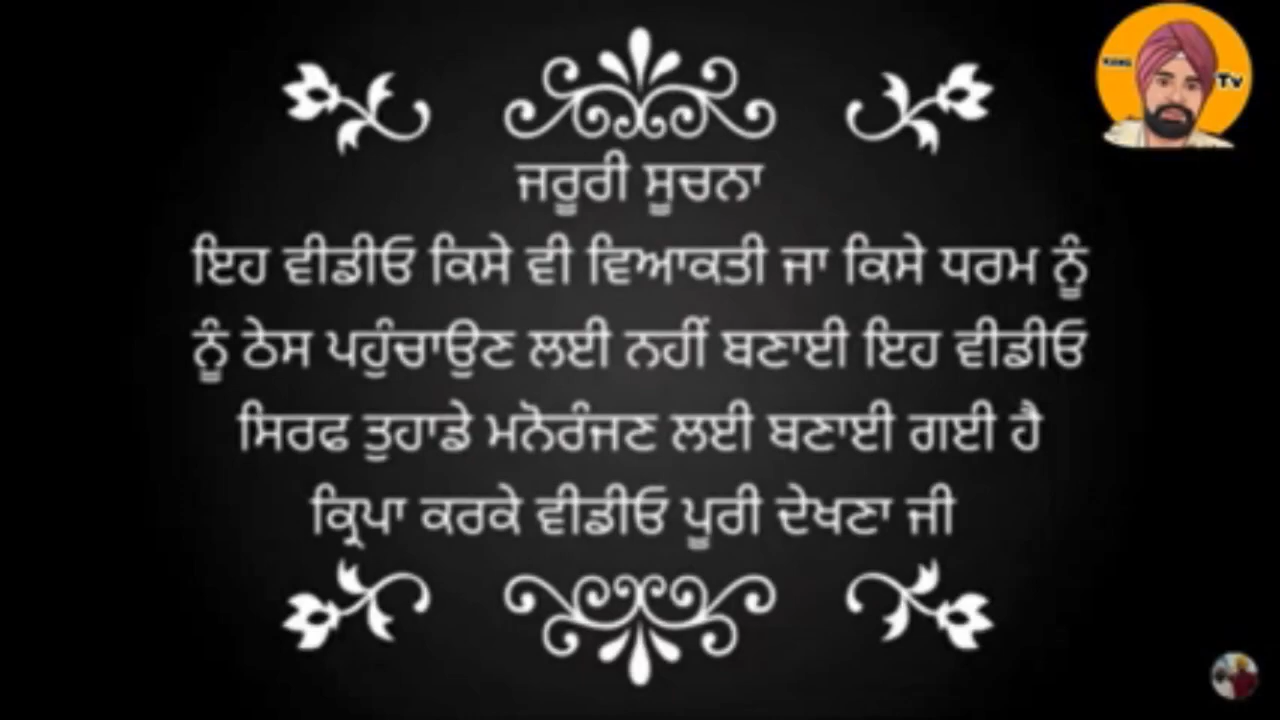 ਜਰੂਰੀ ਸੂਚਨਾ
ਇਹ ਵੀਡੀਓ ਕਿਸੇ ਵੀ ਵਿਆਕਤੀ ਜਾ ਕਿਸੇ ਧਰਮ ਨੂੰ
ਨੂੰ ਠੇਸ ਪਹੁੰਚਾਉਣ ਲਈ ਨਹੀਂ ਬਣਾਈ ਇਹ ਵੀਡੀਓ
ਸਿਰਫ ਤੁਹਾਡੇ ਮਨੋਰੰਜਣ ਲਈ ਬਣਾਈ ਗਈ ਹੈ
ਕ੍ਰਿਪਾ ਕਰਕੇ ਵੀਡੀਓ ਪੂਰੀ ਦੇਖਣਾ ਜੀ
Tv